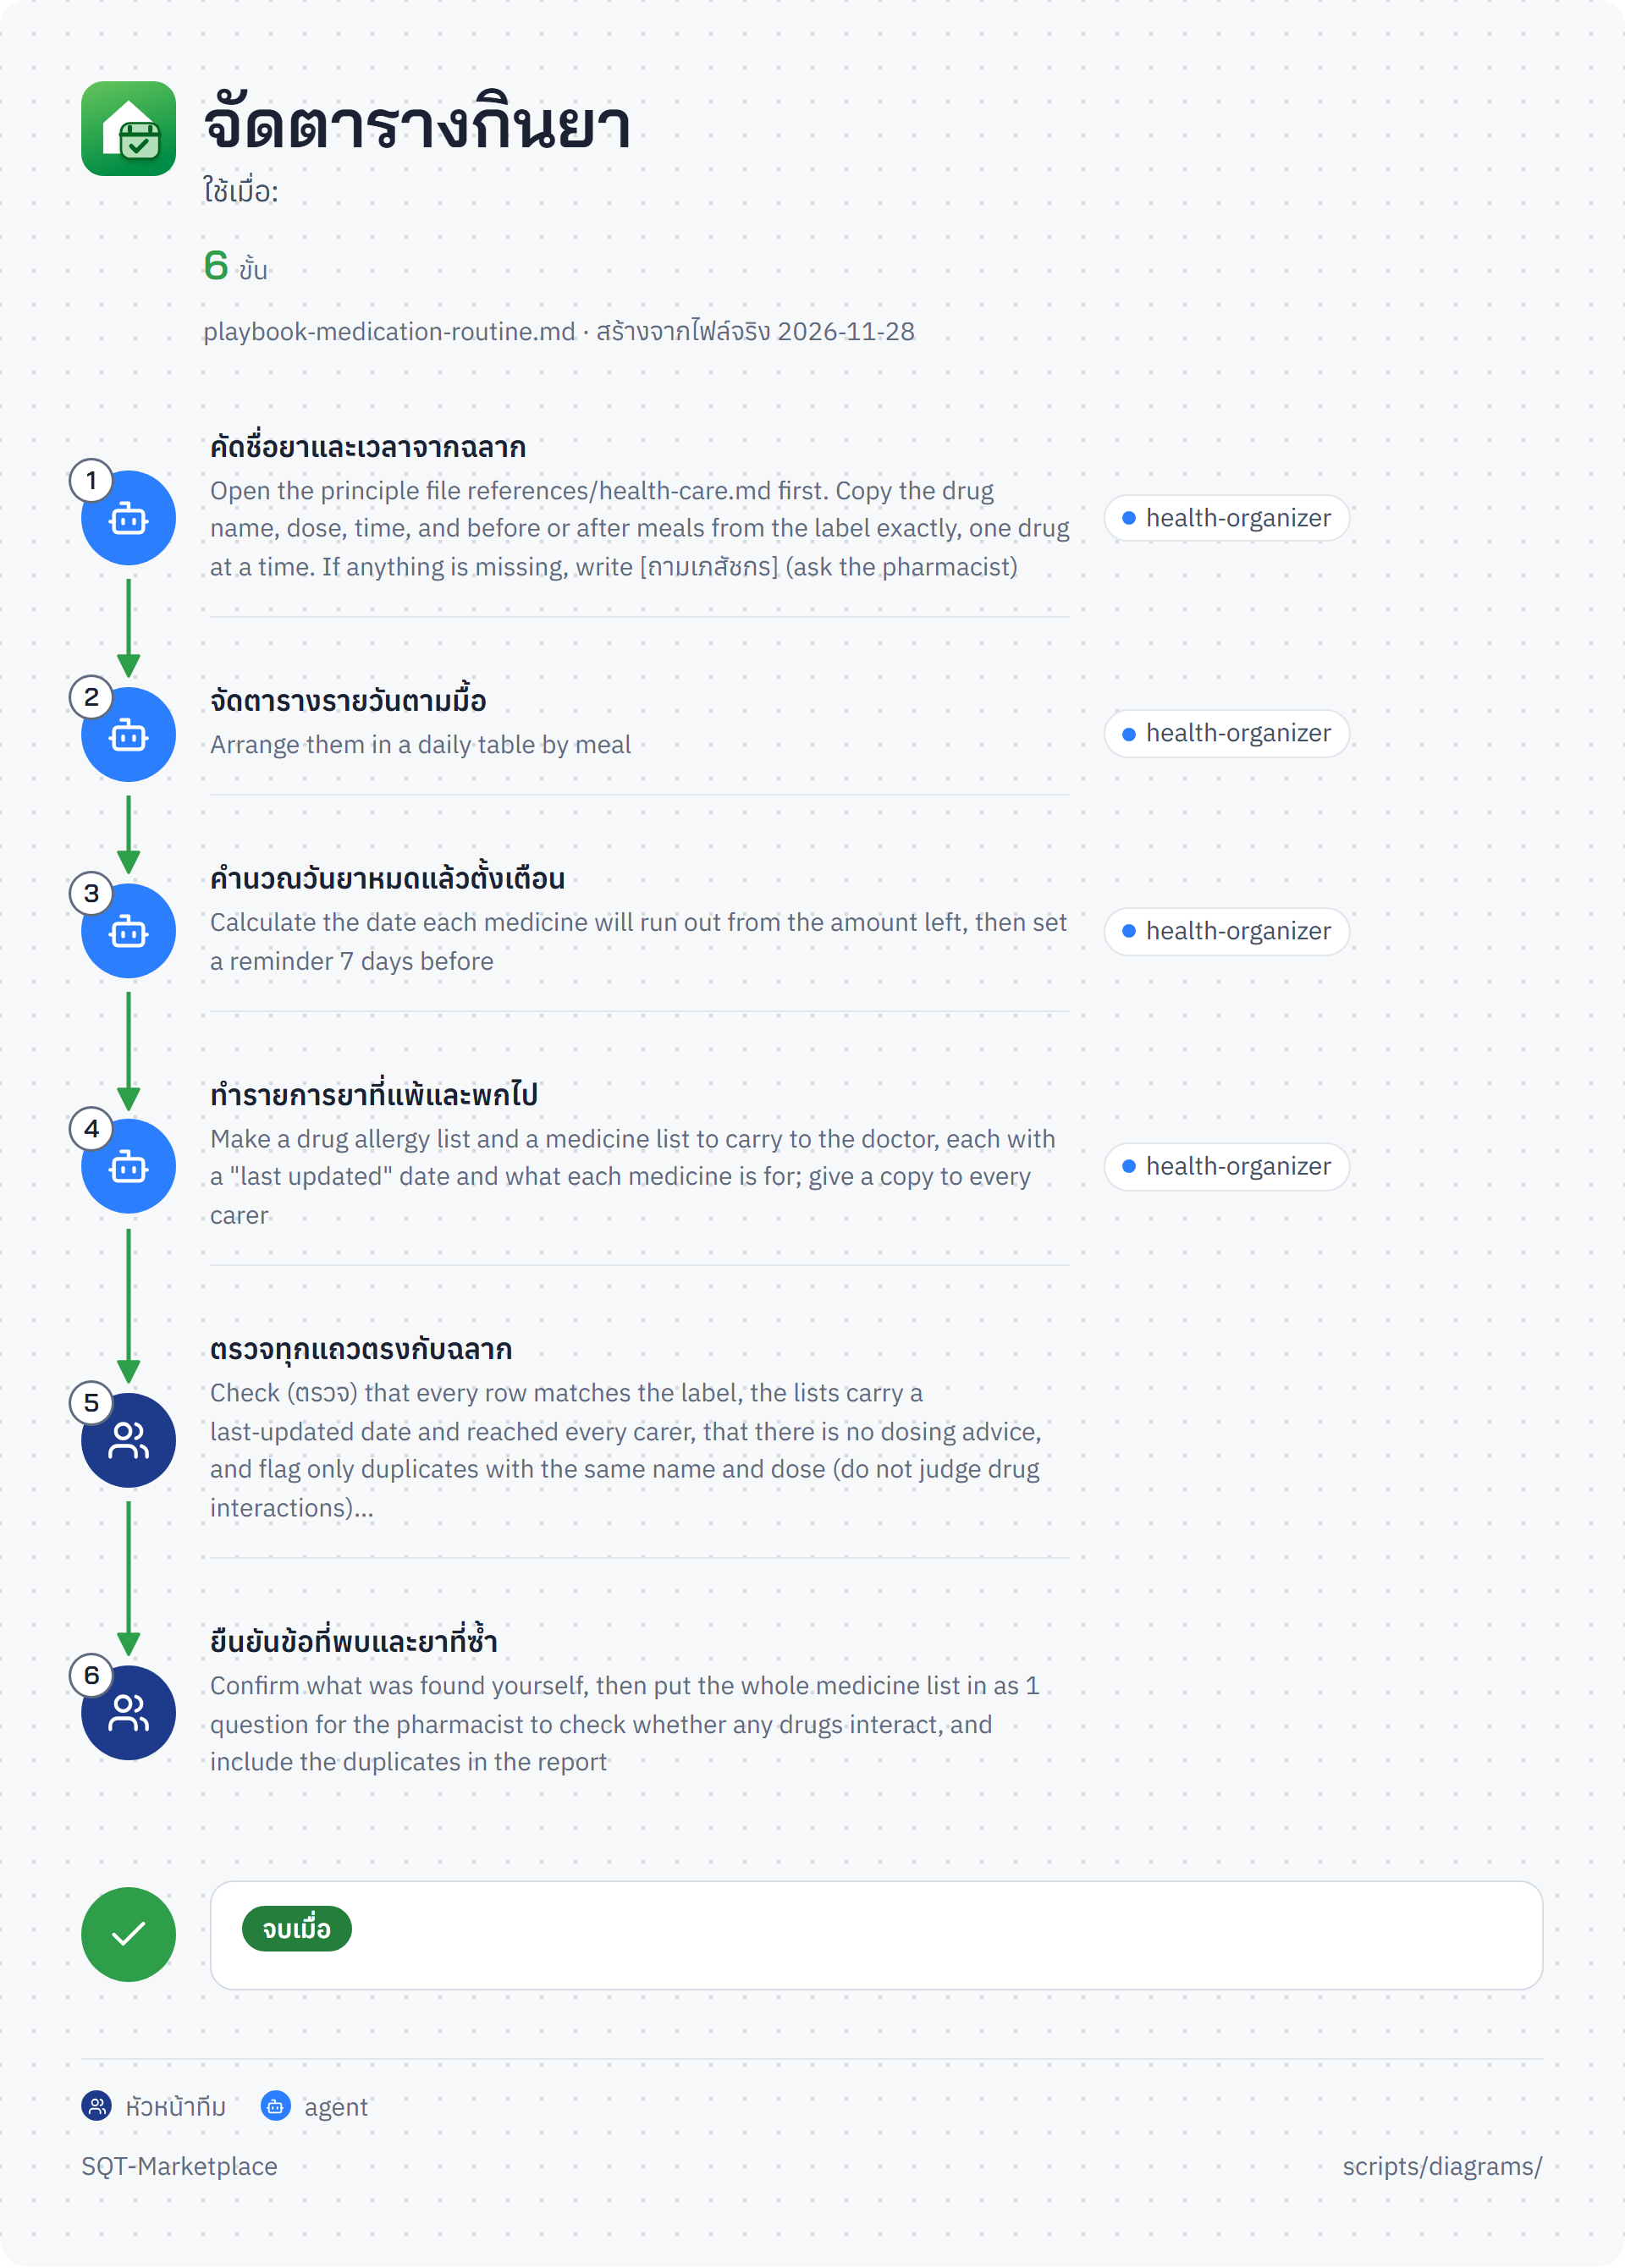 จัดตารางกินยา
ใช้เมื่อ:
6 ขั้น
playbook-medication-routine.md · สร้างจากไฟล์จริง 2026-11-28
1
คัดชื่อยาและเวลาจากฉลาก
Open the principle file references/health-care.md first. Copy the drug
name, dose, time, and before or after meals from the label exactly, one drug
at a time. If anything is missing, write [ถามเภสัชกร] (ask the pharmacist)
health-organizer
2
จัดตารางรายวันตามมื้อ
Arrange them in a daily table by meal
health-organizer
3
คำนวณวันยาหมดแล้วตั้งเตือน
Calculate the date each medicine will run out from the amount left, then set
a reminder 7 days before
health-organizer
4
ทำรายการยาที่แพ้และพกไป
Make a drug allergy list and a medicine list to carry to the doctor, each with
a "last updated" date and what each medicine is for; give a copy to every
carer
health-organizer
5
ตรวจทุกแถวตรงกับฉลาก
Check (ตรวจ) that every row matches the label, the lists carry a
last-updated date and reached every carer, that there is no dosing advice,
and flag only duplicates with the same name and dose (do not judge drug
interactions)...
6
ยืนยันข้อที่พบและยาที่ซ้ำ
Confirm what was found yourself, then put the whole medicine list in as 1
question for the pharmacist to check whether any drugs interact, and
include the duplicates in the report
จบเมื่อ
หัวหน้าทีม agent
SQT-Marketplace
scripts/diagrams/